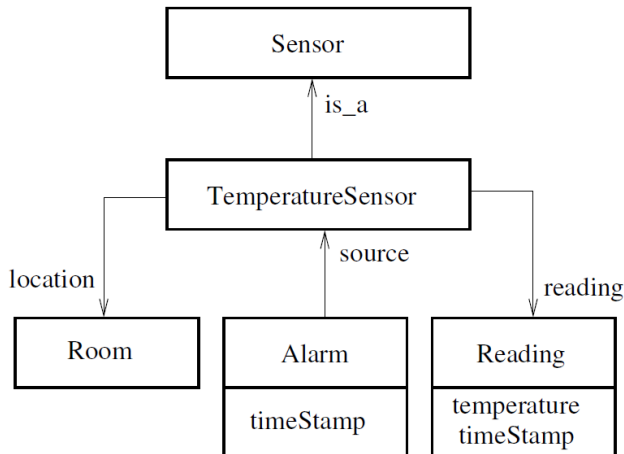 Sensor
is_a
TemperatureSensor
source
location
reading
Room
Alarm
Reading
timeStamp
temperature
timeStamp